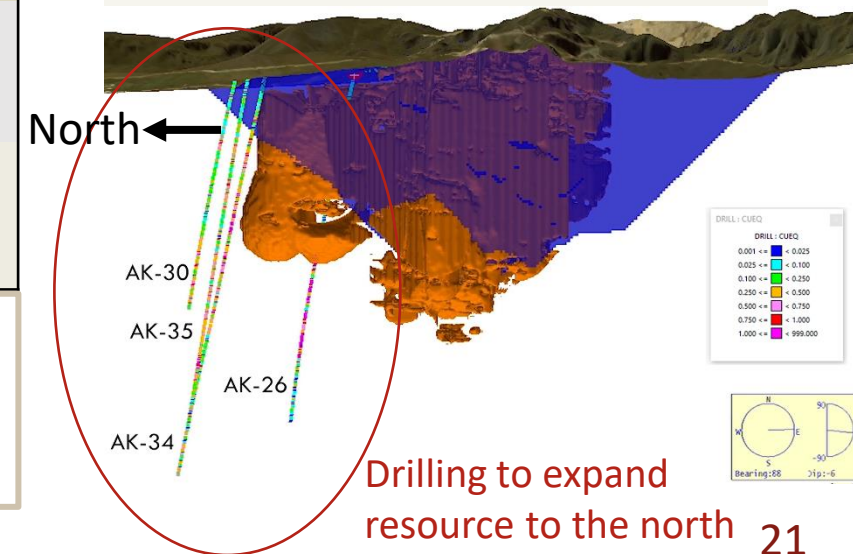 North
AK-30
AK-35
AK-26
AK-34
DRILL : CUEQ
DRILL : CUEQ
0.001 <= < 0.025
0.025 <= < 0.100
0.100 <= < 0.250
0.250 <= < 0.500
0.500 <= < 0.750
0.750 <= < 1.000
1.000 <= < 999.000
N
W E
S
90
-90
Bearing:88 Dip:-6
Drilling to expand
resource to the north
21